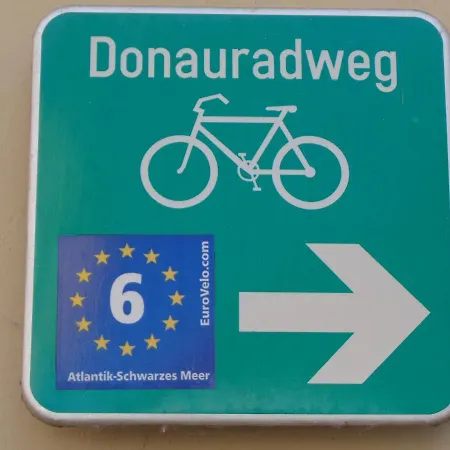 Donauradweg
6
EuroVelo.com
Atlantik-Schwarzes Meer